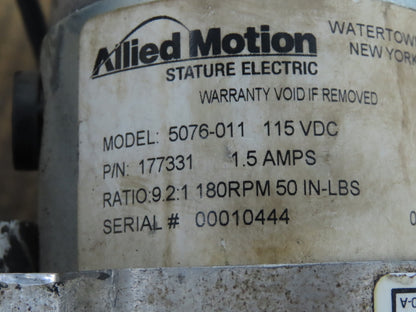 Allied Motion
STATURE ELECTRIC
WATERTOWN
NEW YORK
WARRANTY VOID IF REMOVED
MODEL: 5076-011 115 VDC
P/N: 177331 1.5 AMPS
RATIO:9.2:1 180RPM 50 IN-LBS
SERIAL # 00010444